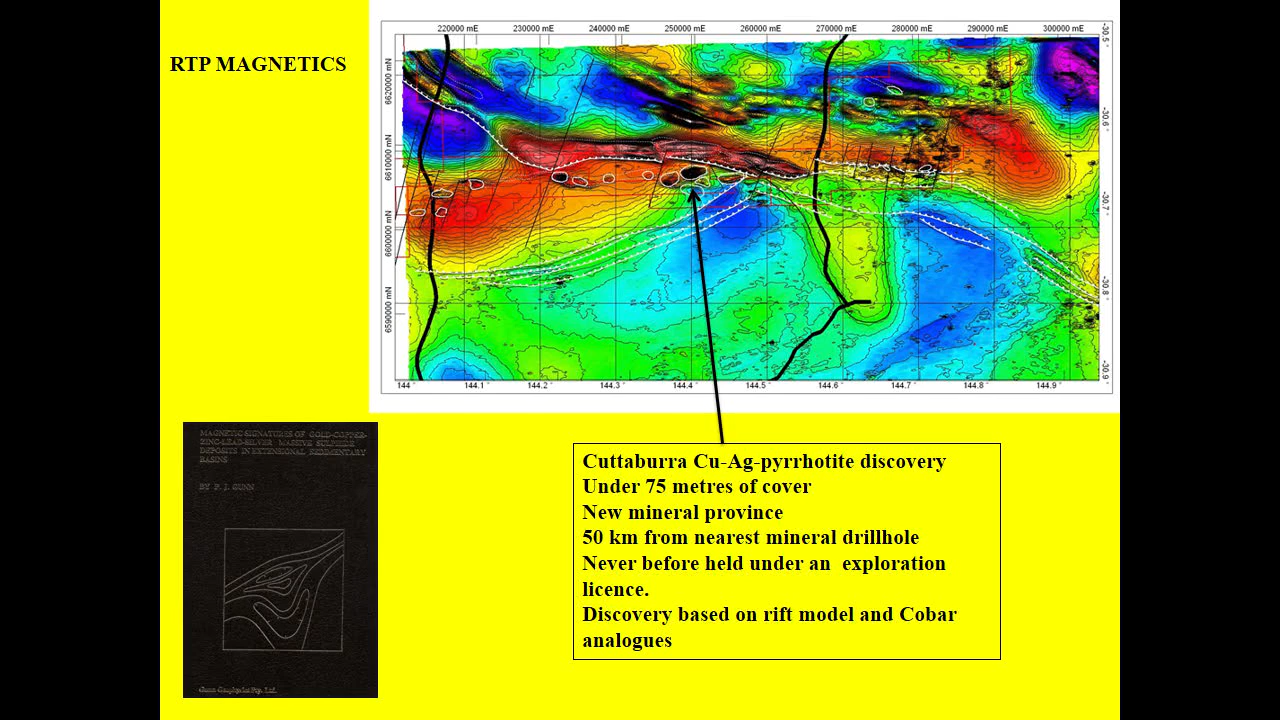 RTP MAGNETICS
220000 mE 230000 mE 240000 mE 250000 mE 260000 mE 270000 mE 280000 mE 290000 mE 300000 mE
-30.5°
6620000 mN
-30.6°
6610000 mN
-30.7°
6600000 mN
-30.8°
6590000 mN
-30.9°
144° 144.1° 144.2° 144.3° 144.4° 144.5° 144.6° 144.7° 144.8° 144.9°
MAGNETIC SIGNATURES OF GOLD-COPPER-
ZINC-LEAD-SILVER MASSIVE SULPHIDE
DEPOSITS IN EXTENSIONAL SEDIMENTARY
BASINS
BY P. J. GUNN
Gunn Geophysics Pty. Ltd.
Cuttaburra Cu-Ag-pyrrhotite discovery
Under 75 metres of cover
New mineral province
50 km from nearest mineral drillhole
Never before held under an exploration
licence.
Discovery based on rift model and Cobar
analogues